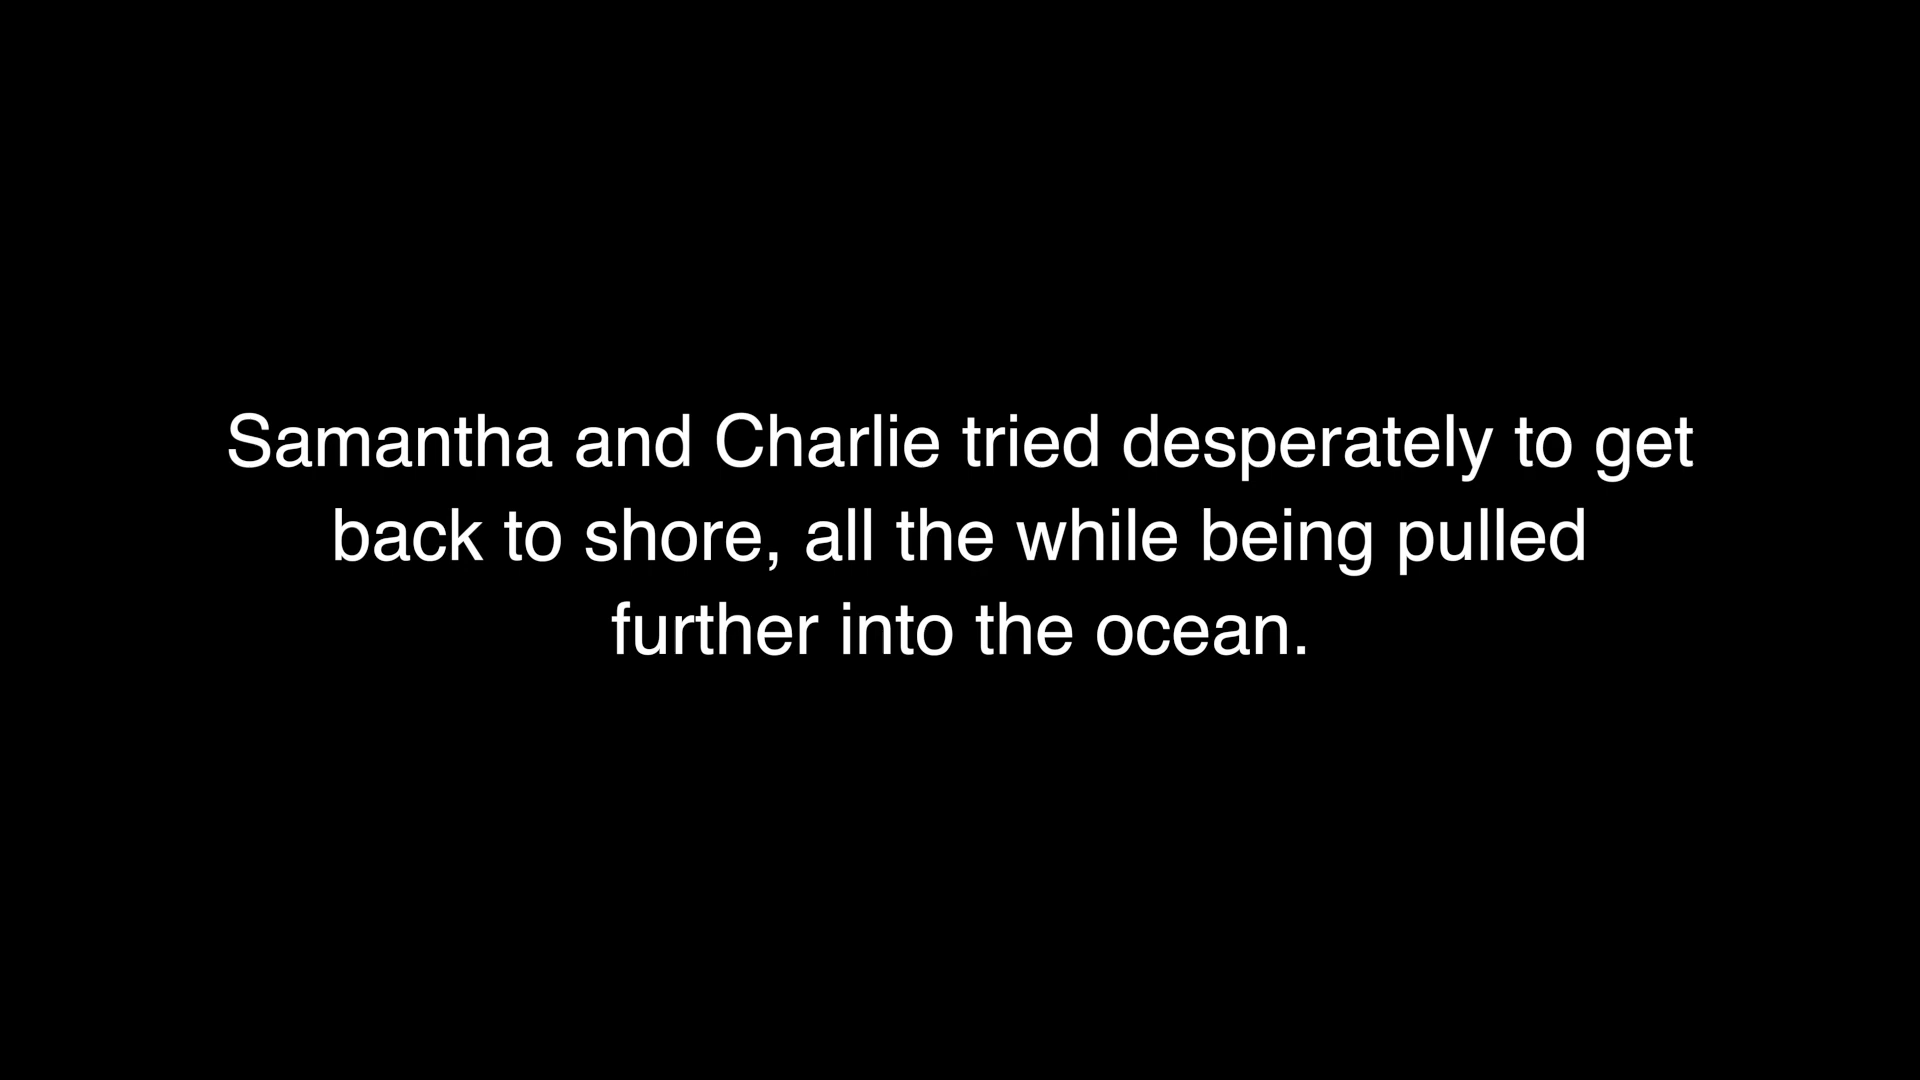 Samantha and Charlie tried desperately to get
back to shore, all the while being pulled
further into the ocean.